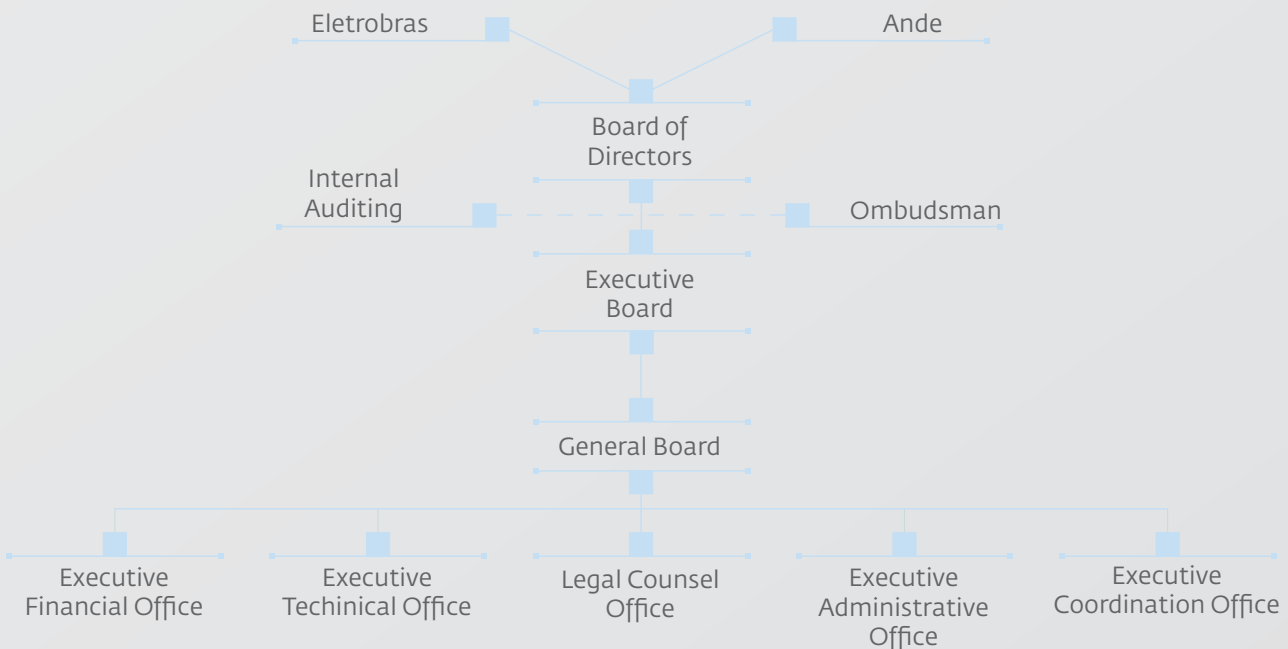 Eletrobras
Ande
Board of
Directors
Internal
Auditing
Ombudsman
Executive
Board
General Board
Executive
Financial Office
Executive
Techinical Office
Legal Counsel
Office
Executive
Administrative
Office
Executive
Coordination Office